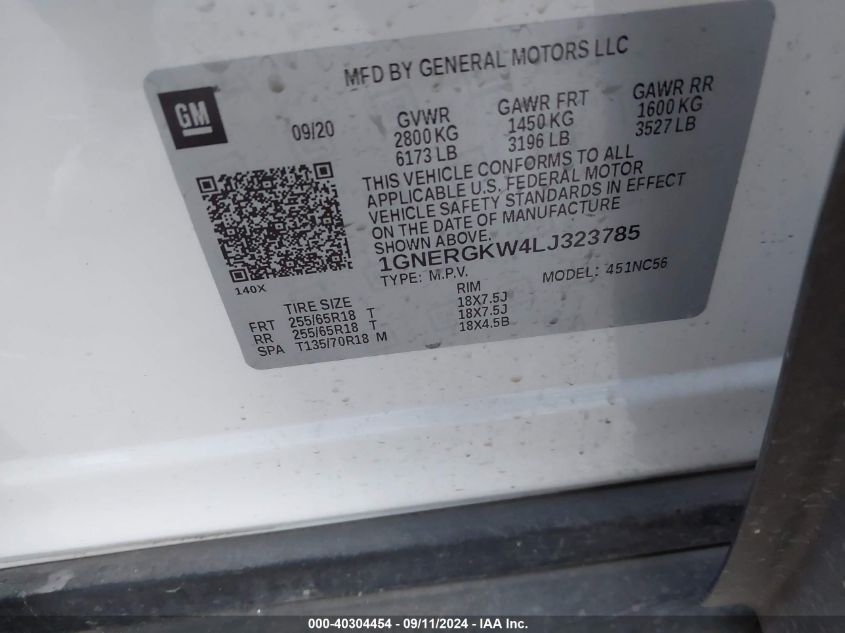 MFD BY GENERAL MOTORS LLC
GM
09/20
GVWR
2800 KG
6173 LB
GAWR FRT
1450 KG
3196 LB
GAWR RR
1600 KG
3527 LB
THIS VEHICLE CONFORMS TO ALL
APPLICABLE U.S. FEDERAL MOTOR
VEHICLE SAFETY STANDARDS IN EFFECT
ON THE DATE OF MANUFACTURE
SHOWN ABOVE.
1GNERGKW4LJ323785
140X
TYPE: M.P.V. MODEL: 451NC56
TIRE SIZE RIM
FRT 255/65R18 T 18X7.5J
RR 255/65R18 T 18X7.5J
SPA T135/70R18 M 18X4.5B
000-40304454 - 09/11/2024 - IAA Inc.